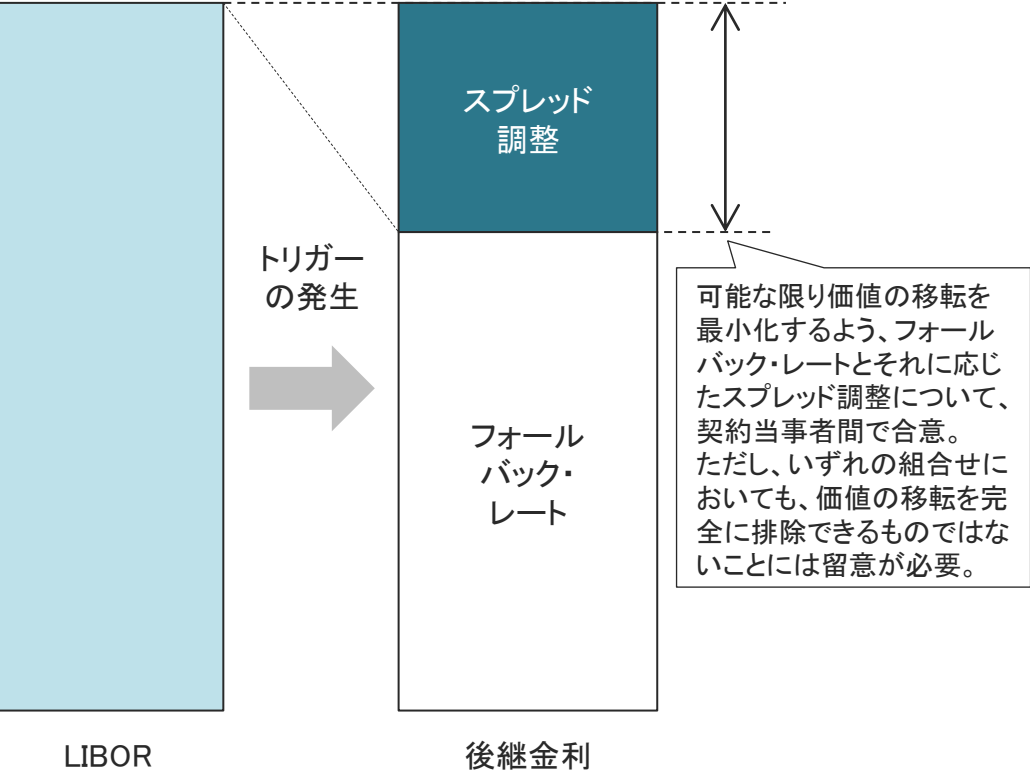 スプレッド
調整
トリガー
の発生
フォール
バック・
レート
可能な限り価値の移転を
最小化するよう、フォール
バック・レートとそれに応じ
たスプレッド調整について、
契約当事者間で合意。
ただし、いずれの組合せに
おいても、価値の移転を完
全に排除できるものではな
いことには留意が必要。
LIBOR
後継金利